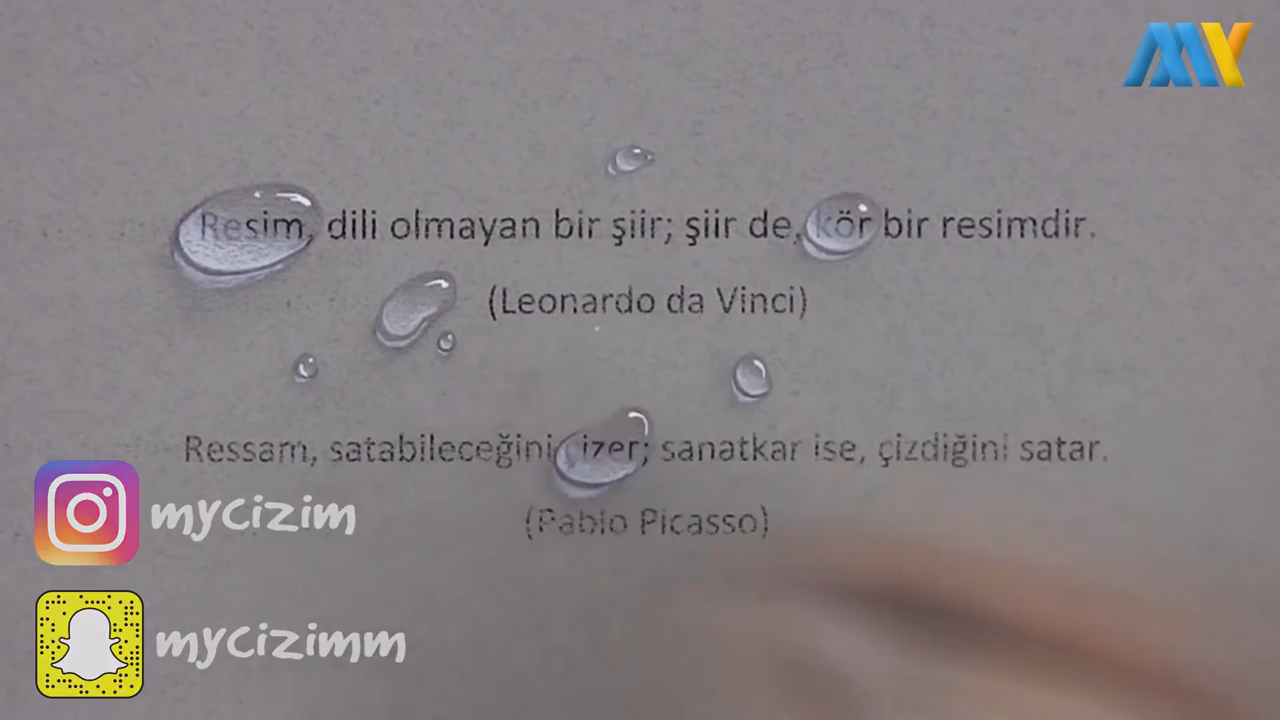 MY
Resim, dili olmayan bir şiir; şiir de, kör bir resimdir.
(Leonardo da Vinci)
Ressam, satabileceğini çizer; sanatkar ise, çizdiğini satar.
(Pablo Picasso)
mycizim
mycizimm